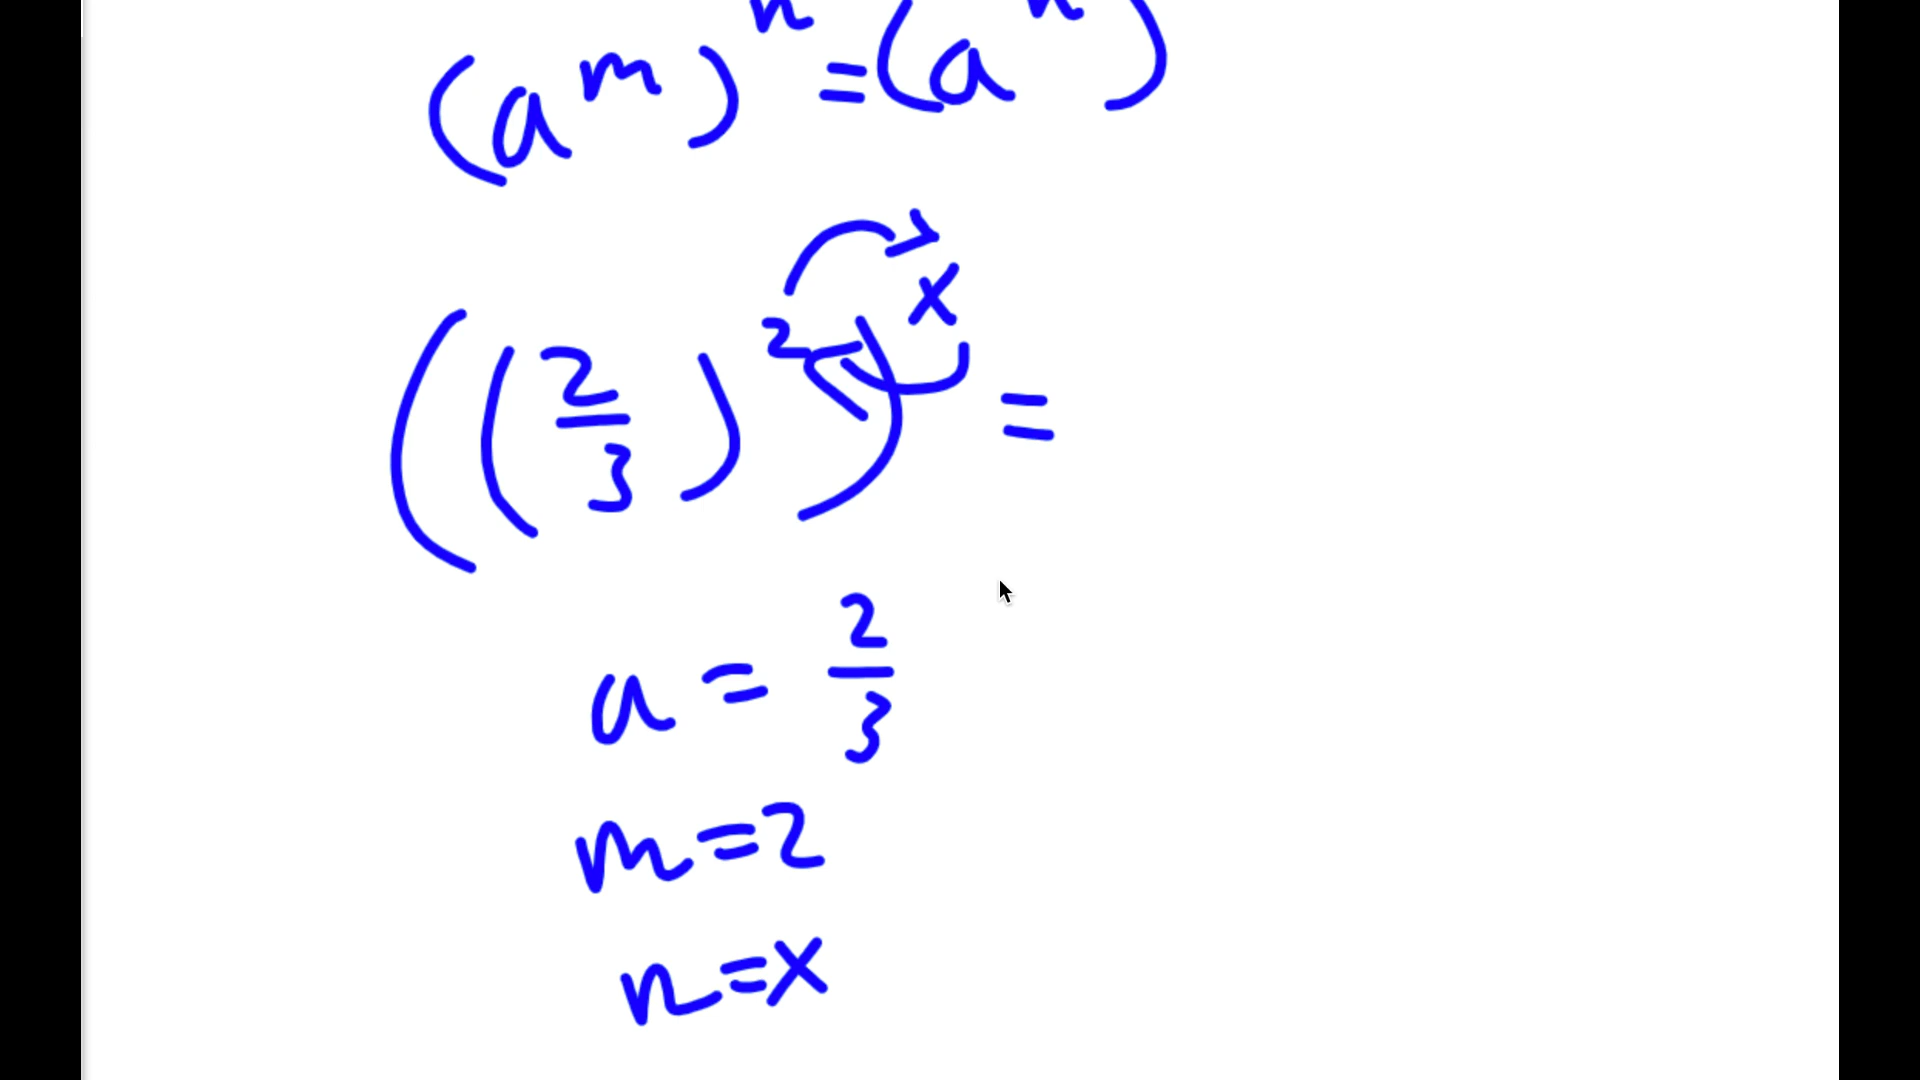 (a^m)^n = (a^n)
((2/3)^2)^x =
a = 2/3
m = 2
n = x